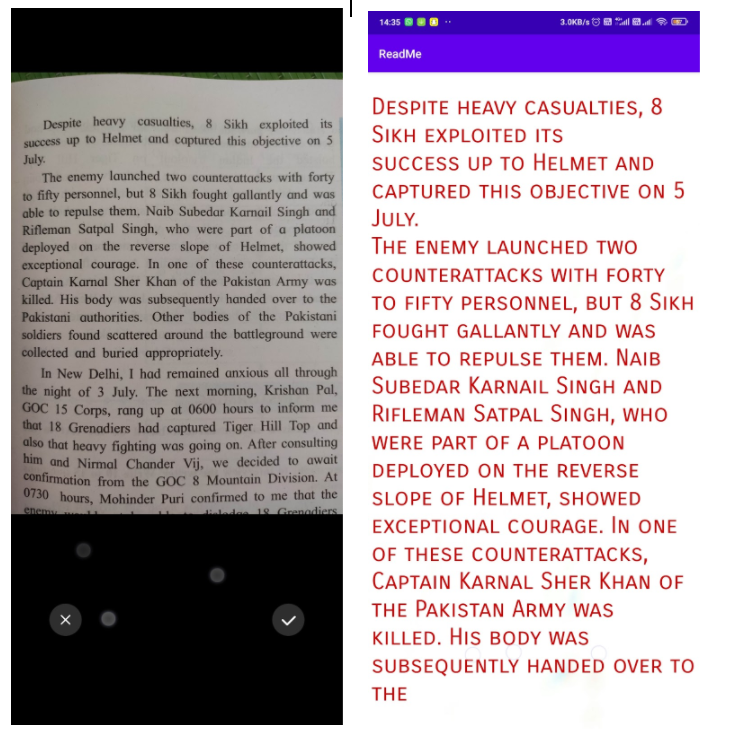 Despite heavy casualties, 8 Sikh exploited its
success up to Helmet and captured this objective on 5
July.
The enemy launched two counterattacks with forty
to fifty personnel, but 8 Sikh fought gallantly and was
able to repulse them. Naib Subedar Karnail Singh and
Rifleman Satpal Singh, who were part of a platoon
deployed on the reverse slope of Helmet, showed
exceptional courage. In one of these counterattacks,
Captain Karnal Sher Khan of the Pakistan Army was
killed. His body was subsequently handed over to the
Pakistani authorities. Other bodies of the Pakistani
soldiers found scattered around the battleground were
collected and buried appropriately.
In New Delhi, I had remained anxious all through
the night of 3 July. The next morning, Krishan Pal,
GOC 15 Corps, rang up at 0600 hours to inform me
that 18 Grenadiers had captured Tiger Hill Top and
also that heavy fighting was going on. After consulting
him and Nirmal Chander Vij, we decided to await
confirmation from the GOC 8 Mountain Division. At
0730 hours, Mohinder Puri confirmed to me that the
enemy 18 Grenadiers
14:35 3.0KB/s
ReadMe
DESPITE HEAVY CASUALTIES, 8
SIKH EXPLOITED ITS
SUCCESS UP TO HELMET AND
CAPTURED THIS OBJECTIVE ON 5
JULY.
THE ENEMY LAUNCHED TWO
COUNTERATTACKS WITH FORTY
TO FIFTY PERSONNEL, BUT 8 SIKH
FOUGHT GALLANTLY AND WAS
ABLE TO REPULSE THEM. NAIB
SUBEDAR KARNAIL SINGH AND
RIFLEMAN SATPAL SINGH, WHO
WERE PART OF A PLATOON
DEPLOYED ON THE REVERSE
SLOPE OF HELMET, SHOWED
EXCEPTIONAL COURAGE. IN ONE
OF THESE COUNTERATTACKS,
CAPTAIN KARNAL SHER KHAN OF
THE PAKISTAN ARMY WAS
KILLED. HIS BODY WAS
SUBSEQUENTLY HANDED OVER TO
THE